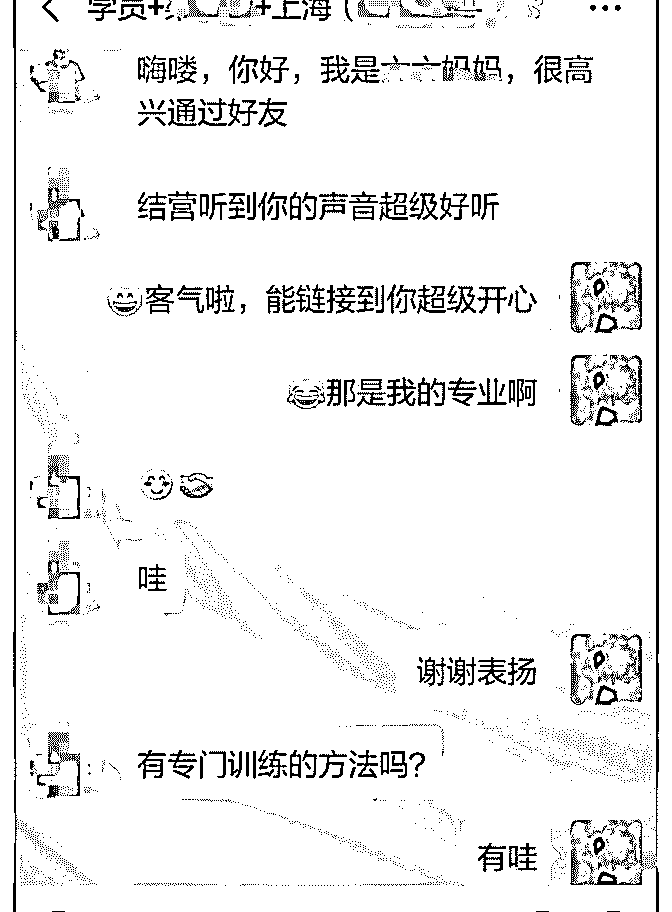 学员+
+上海（
嗨喽，你好，我是六六妈妈，很高
兴通过好友
结营听到你的声音超级好听
😄客气啦，能链接到你超级开心
😂那是我的专业啊
😊🤝
哇
谢谢表扬
有专门训练的方法吗？
有哇